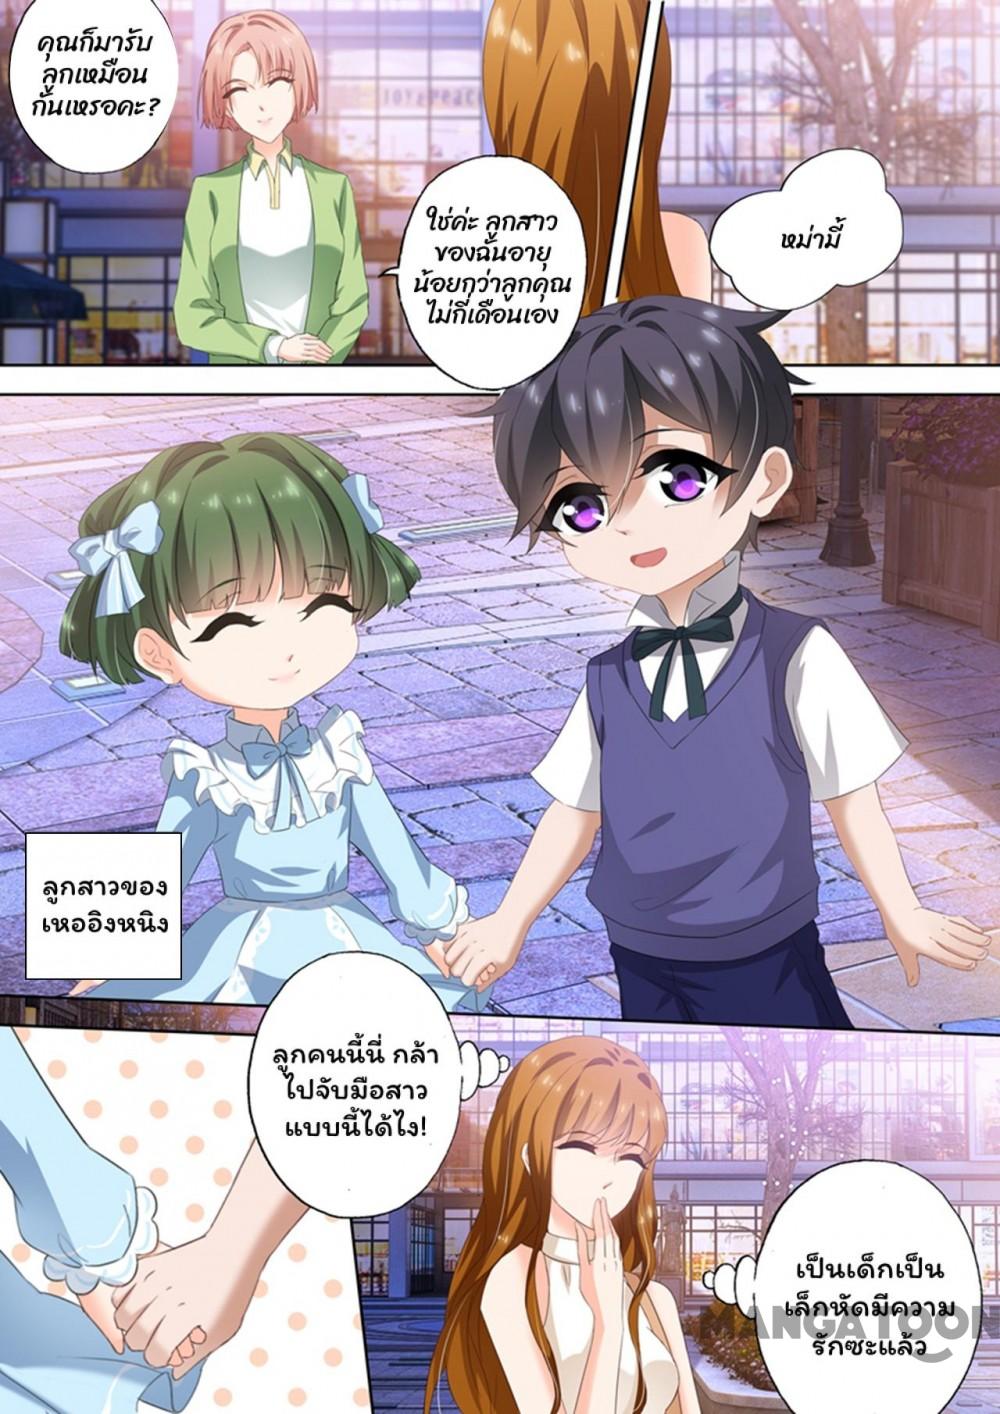 คุณก็มารับ
ลูกเหมือน
กันเหรอคะ?
ใช่ค่ะ ลูกสาว
ของฉันอายุ
น้อยกว่าลูกคุณ
ไม่กี่เดือนเอง
หม่ามี้
ลูกสาวของ
เหออิงหนิง
ลูกคนนี้นี่ กล้า
ไปจับมือสาว
แบบนี้ได้ไง!
เป็นเด็กเป็น
เล็กหัดมีความ
รักซะแล้ว
MANGATOON